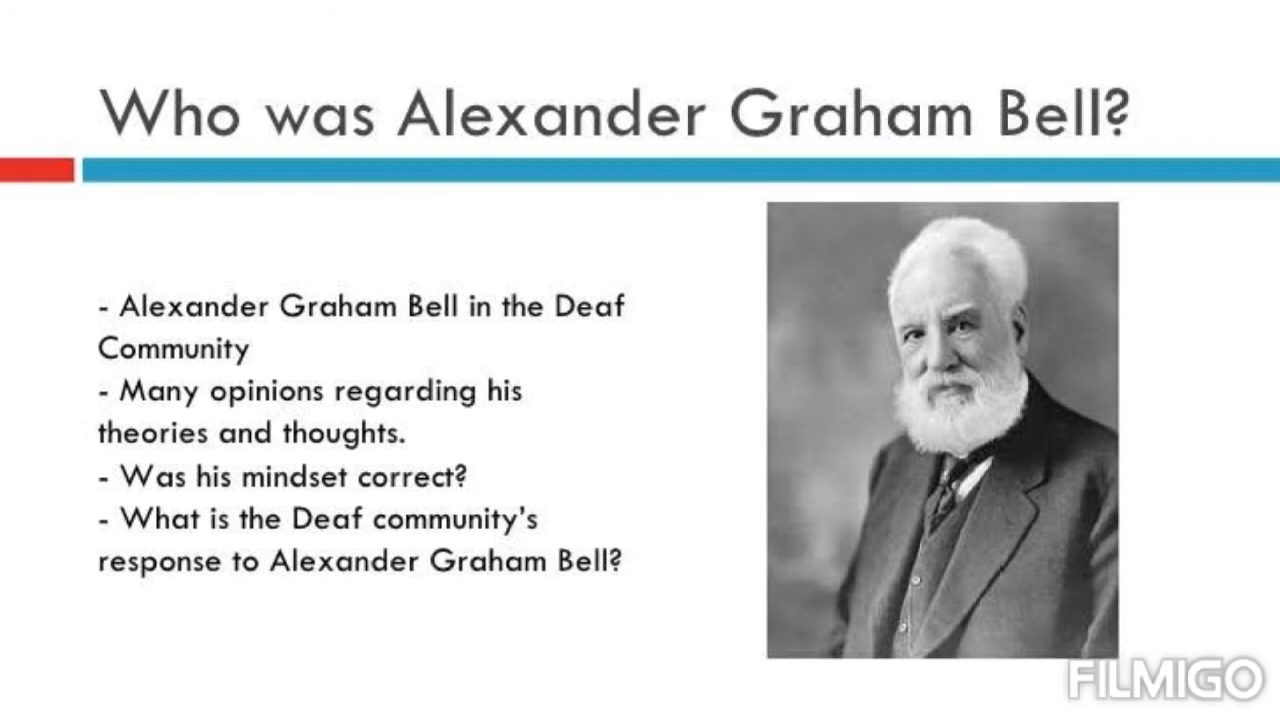 Who was Alexander Graham Bell?
- Alexander Graham Bell in the Deaf
Community
- Many opinions regarding his
theories and thoughts.
- Was his mindset correct?
- What is the Deaf community’s
response to Alexander Graham Bell?
FILMIGO